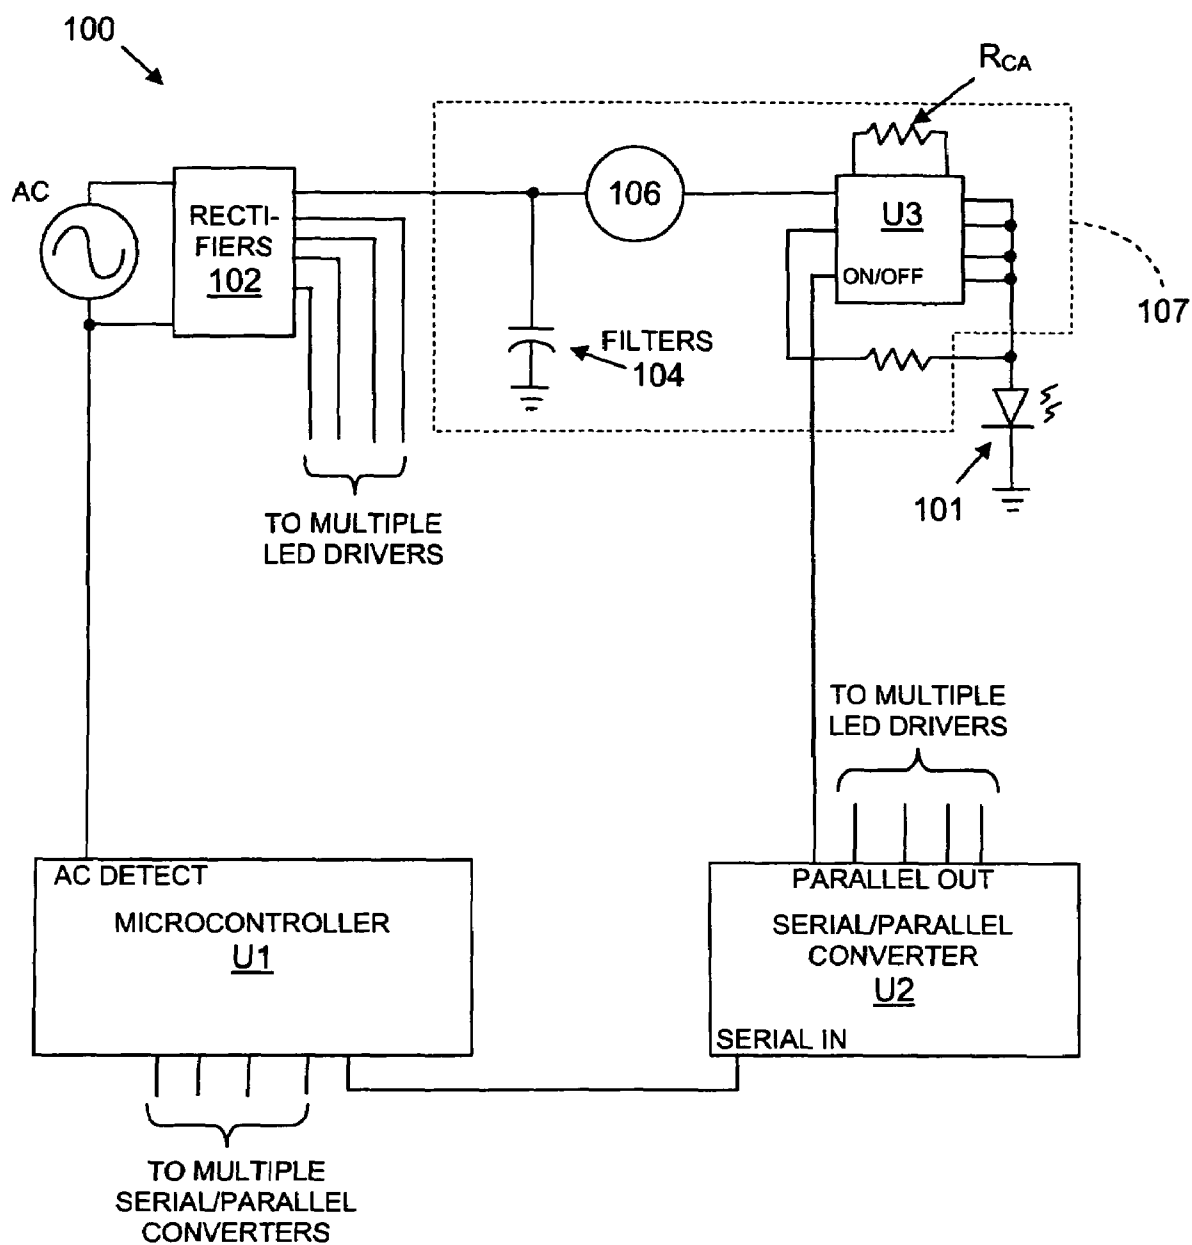 100
R_CA
AC
RECTI-
FIERS
102
106
U3
ON/OFF
107
FILTERS
104
101
TO MULTIPLE
LED DRIVERS
TO MULTIPLE
LED DRIVERS
AC DETECT
MICROCONTROLLER
U1
PARALLEL OUT
SERIAL/PARALLEL
CONVERTER
U2
SERIAL IN
TO MULTIPLE
SERIAL/PARALLEL
CONVERTERS